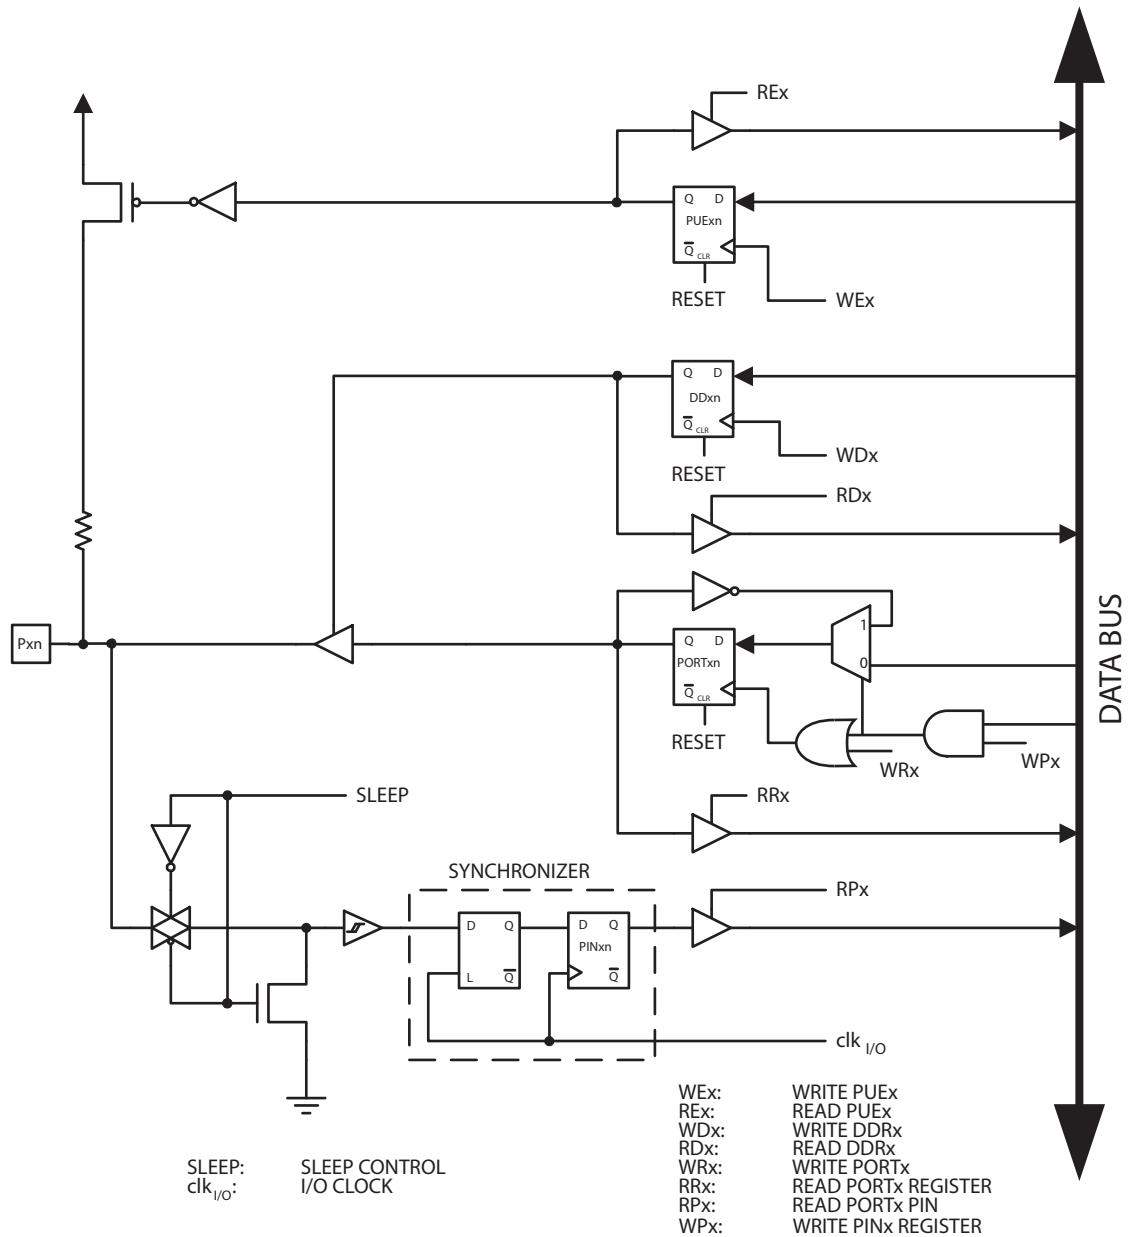 REx
Q D
PUExn
Q CLR
RESET
WEx
Q D
DDxn
Q CLR
RESET
WDx
RDx
DATA BUS
Pxn
1
Q D
PORTxn
0
Q CLR
RESET
WRx
WPx
SLEEP
RRx
SYNCHRONIZER
RPx
D Q
L Q
D Q
PINxn
Q
clk I/O
WEx: WRITE PUEx
REx: READ PUEx
WDx: WRITE DDRx
RDx: READ DDRx
WRx: WRITE PORTx
RRx: READ PORTx REGISTER
RPx: READ PORTx PIN
WPx: WRITE PINx REGISTER
SLEEP: SLEEP CONTROL
clk I/O: I/O CLOCK